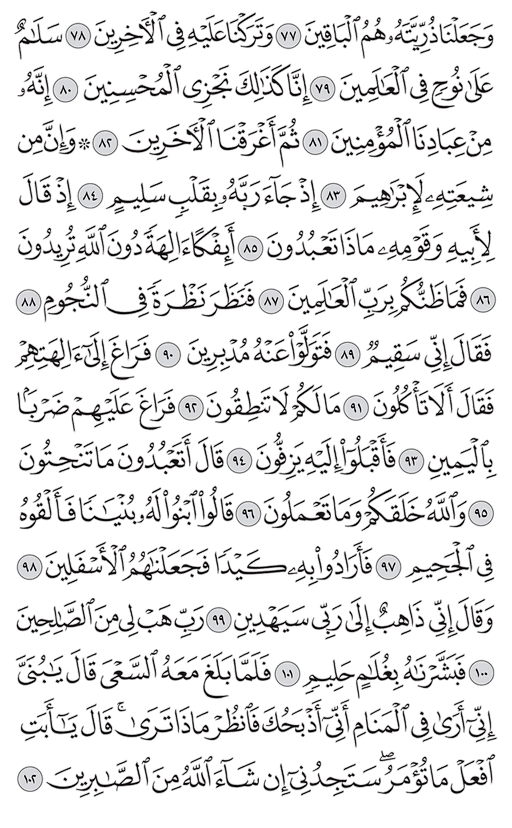 وَجَعَلْنَا ذُرِّيَّتَهُۥ هُمُ ٱلْبَاقِينَ ٧٧ وَتَرَكْنَا عَلَيْهِ فِى ٱلْـَٔاخِرِينَ ٧٨ سَلَـٰمٌ
عَلَىٰ نُوحٍ فِى ٱلْعَـٰلَمِينَ ٧٩ إِنَّا كَذَٰلِكَ نَجْزِى ٱلْمُحْسِنِينَ ٨٠ إِنَّهُۥ
مِنْ عِبَادِنَا ٱلْمُؤْمِنِينَ ٨١ ثُمَّ أَغْرَقْنَا ٱلْـَٔاخَرِينَ ٨٢ ۞ وَإِنَّ مِن
شِيعَتِهِۦ لَإِبْرَٰهِيمَ ٨٣ إِذْ جَآءَ رَبَّهُۥ بِقَلْبٍ سَلِيمٍ ٨٤ إِذْ قَالَ
لِأَبِيهِ وَقَوْمِهِۦ مَاذَا تَعْبُدُونَ ٨٥ أَئِفْكًا ءَالِهَةً دُونَ ٱللَّهِ تُرِيدُونَ
٨٦ فَمَا ظَنُّكُم بِرَبِّ ٱلْعَـٰلَمِينَ ٨٧ فَنَظَرَ نَظْرَةً فِى ٱلنُّجُومِ ٨٨
فَقَالَ إِنِّى سَقِيمٌ ٨٩ فَتَوَلَّوْا۟ عَنْهُ مُدْبِرِينَ ٩٠ فَرَاغَ إِلَىٰٓ ءَالِهَتِهِمْ
فَقَالَ أَلَا تَأْكُلُونَ ٩١ مَا لَكُمْ لَا تَنطِقُونَ ٩٢ فَرَاغَ عَلَيْهِمْ ضَرْبًۢا
بِٱلْيَمِينِ ٩٣ فَأَقْبَلُوٓا۟ إِلَيْهِ يَزِفُّونَ ٩٤ قَالَ أَتَعْبُدُونَ مَا تَنْحِتُونَ
٩٥ وَٱللَّهُ خَلَقَكُمْ وَمَا تَعْمَلُونَ ٩٦ قَالُوا۟ ٱبْنُوا۟ لَهُۥ بُنْيَـٰنًا فَأَلْقُوهُ
فِى ٱلْجَحِيمِ ٩٧ فَأَرَادُوا۟ بِهِۦ كَيْدًا فَجَعَلْنَـٰهُمُ ٱلْأَسْفَلِينَ ٩٨
وَقَالَ إِنِّى ذَاهِبٌ إِلَىٰ رَبِّى سَيَهْدِينِ ٩٩ رَبِّ هَبْ لِى مِنَ ٱلصَّـٰلِحِينَ
١٠٠ فَبَشَّرْنَـٰهُ بِغُلَـٰمٍ حَلِيمٍ ١٠١ فَلَمَّا بَلَغَ مَعَهُ ٱلسَّعْىَ قَالَ يَـٰبُنَىَّ
إِنِّىٓ أَرَىٰ فِى ٱلْمَنَامِ أَنِّىٓ أَذْبَحُكَ فَٱنظُرْ مَاذَا تَرَىٰ ۚ قَالَ يَـٰٓأَبَتِ
ٱفْعَلْ مَا تُؤْمَرُ ۖ سَتَجِدُنِىٓ إِن شَآءَ ٱللَّهُ مِنَ ٱلصَّـٰبِرِينَ ١٠٢